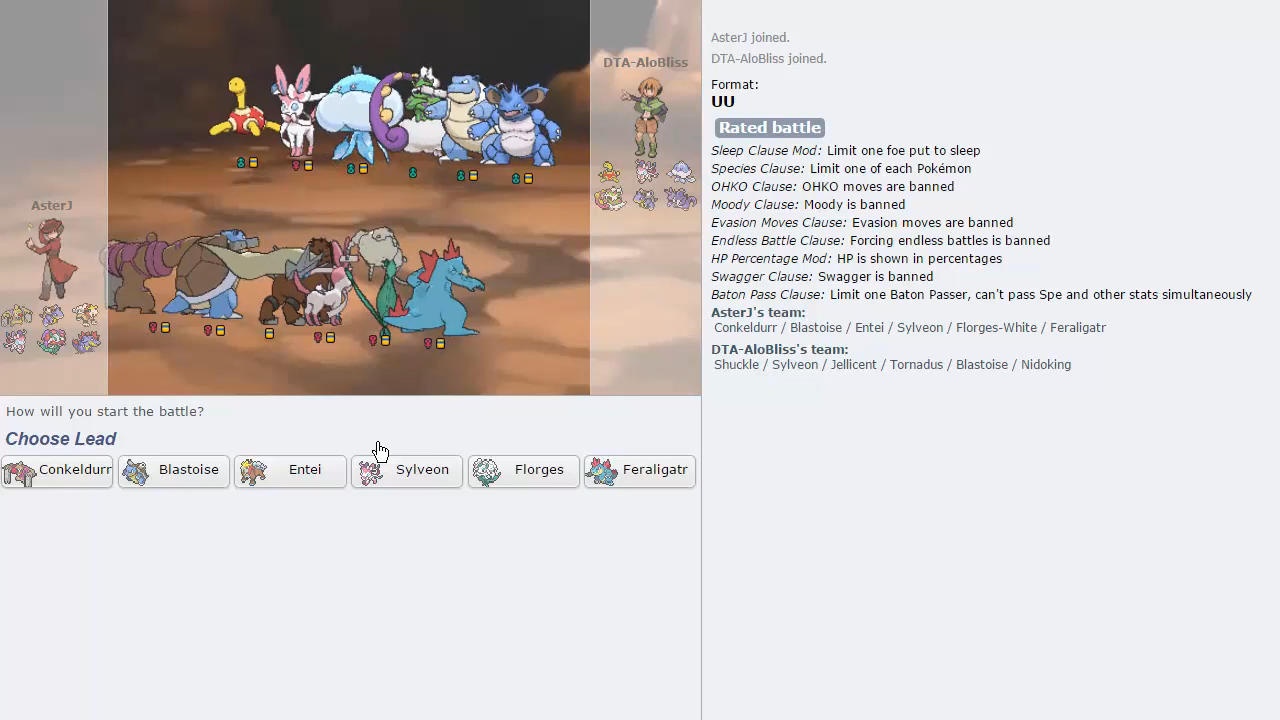 AsterJ joined.
DTA-AloBliss joined.
Format:
UU
Rated battle
Sleep Clause Mod: Limit one foe put to sleep
Species Clause: Limit one of each Pokémon
OHKO Clause: OHKO moves are banned
Moody Clause: Moody is banned
Evasion Moves Clause: Evasion moves are banned
Endless Battle Clause: Forcing endless battles is banned
HP Percentage Mod: HP is shown in percentages
Swagger Clause: Swagger is banned
Baton Pass Clause: Limit one Baton Passer, can't pass Spe and other stats simultaneously
AsterJ's team:
Conkeldurr / Blastoise / Entei / Sylveon / Florges-White / Feraligatr
DTA-AloBliss's team:
Shuckle / Sylveon / Jellicent / Tornadus / Blastoise / Nidoking
DTA-AloBliss
AsterJ
How will you start the battle?
Choose Lead
Conkeldurr Blastoise Entei Sylveon Florges Feraligatr